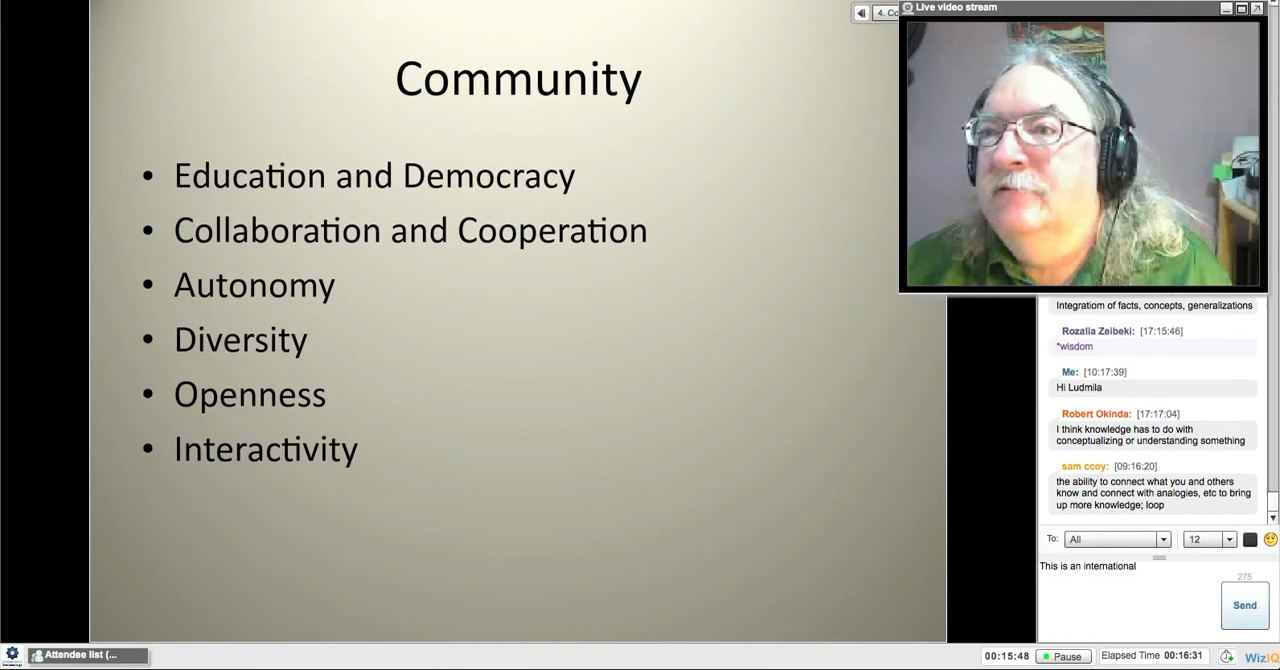 Community
• Education and Democracy
• Collaboration and Cooperation
• Autonomy
• Diversity
• Openness
• Interactivity
4. Co
Live video stream
Integratiom of facts, concepts, generalizations
Rozalia Zeibeki: [17:15:46]
*wisdom
Me: [10:17:39]
Hi Ludmila
Robert Okinda: [17:17:04]
I think knowledge has to do with
conceptualizing or understanding something
sam ccoy: [09:16:20]
the ability to connect what you and others
know and connect with analogies, etc to bring
up more knowledge; loop
To: All 12
This is an international
275
Send
Attendee list (...
00:15:48 Pause Elapsed Time 00:16:31 WizIQ